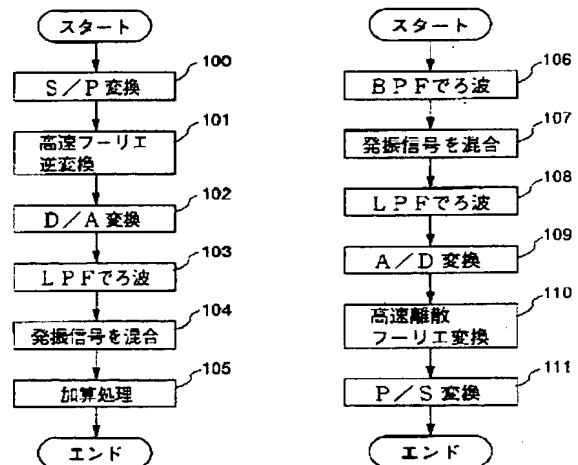 スタート
100
S/P 変換
101
高速フーリエ
逆変換
102
D/A 変換
103
LPFでろ波
104
発振信号を混合
105
加算処理
エンド
スタート
106
BPFでろ波
107
発振信号を混合
108
LPFでろ波
109
A/D 変換
110
高速離散
フーリエ変換
111
P/S 変換
エンド